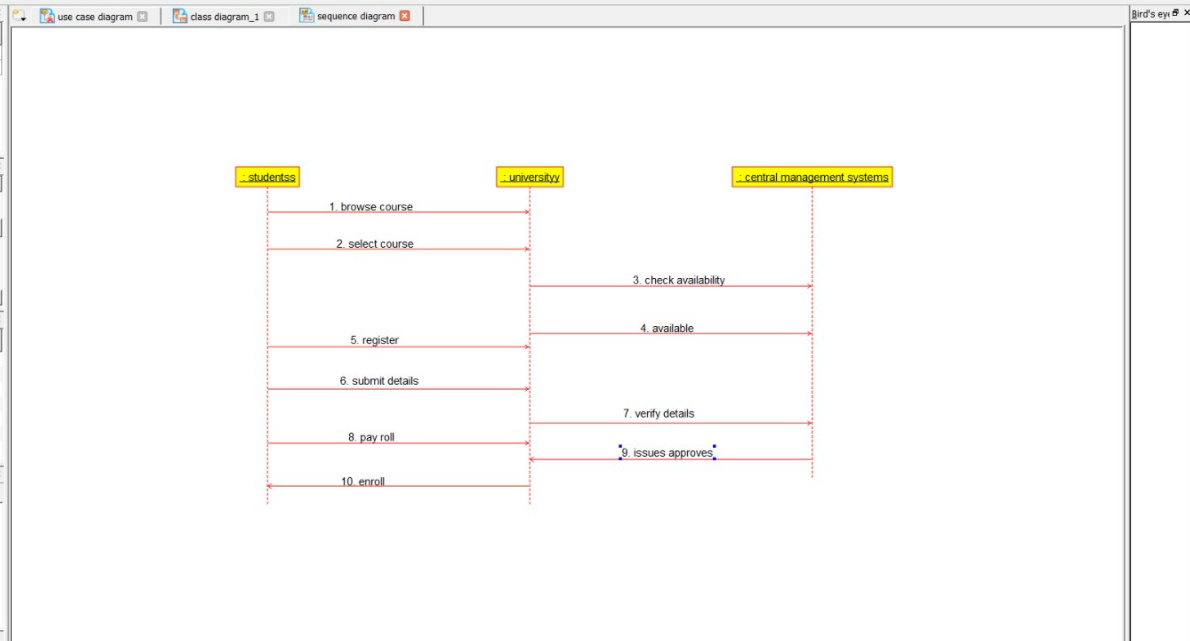 use case diagram class diagram_1 sequence diagram Bird's eye
: studentss : universityy : central management systems
1. browse course
2. select course
3. check availability
4. available
5. register
6. submit details
7. verify details
8. pay roll
9. issues approves
10. enroll